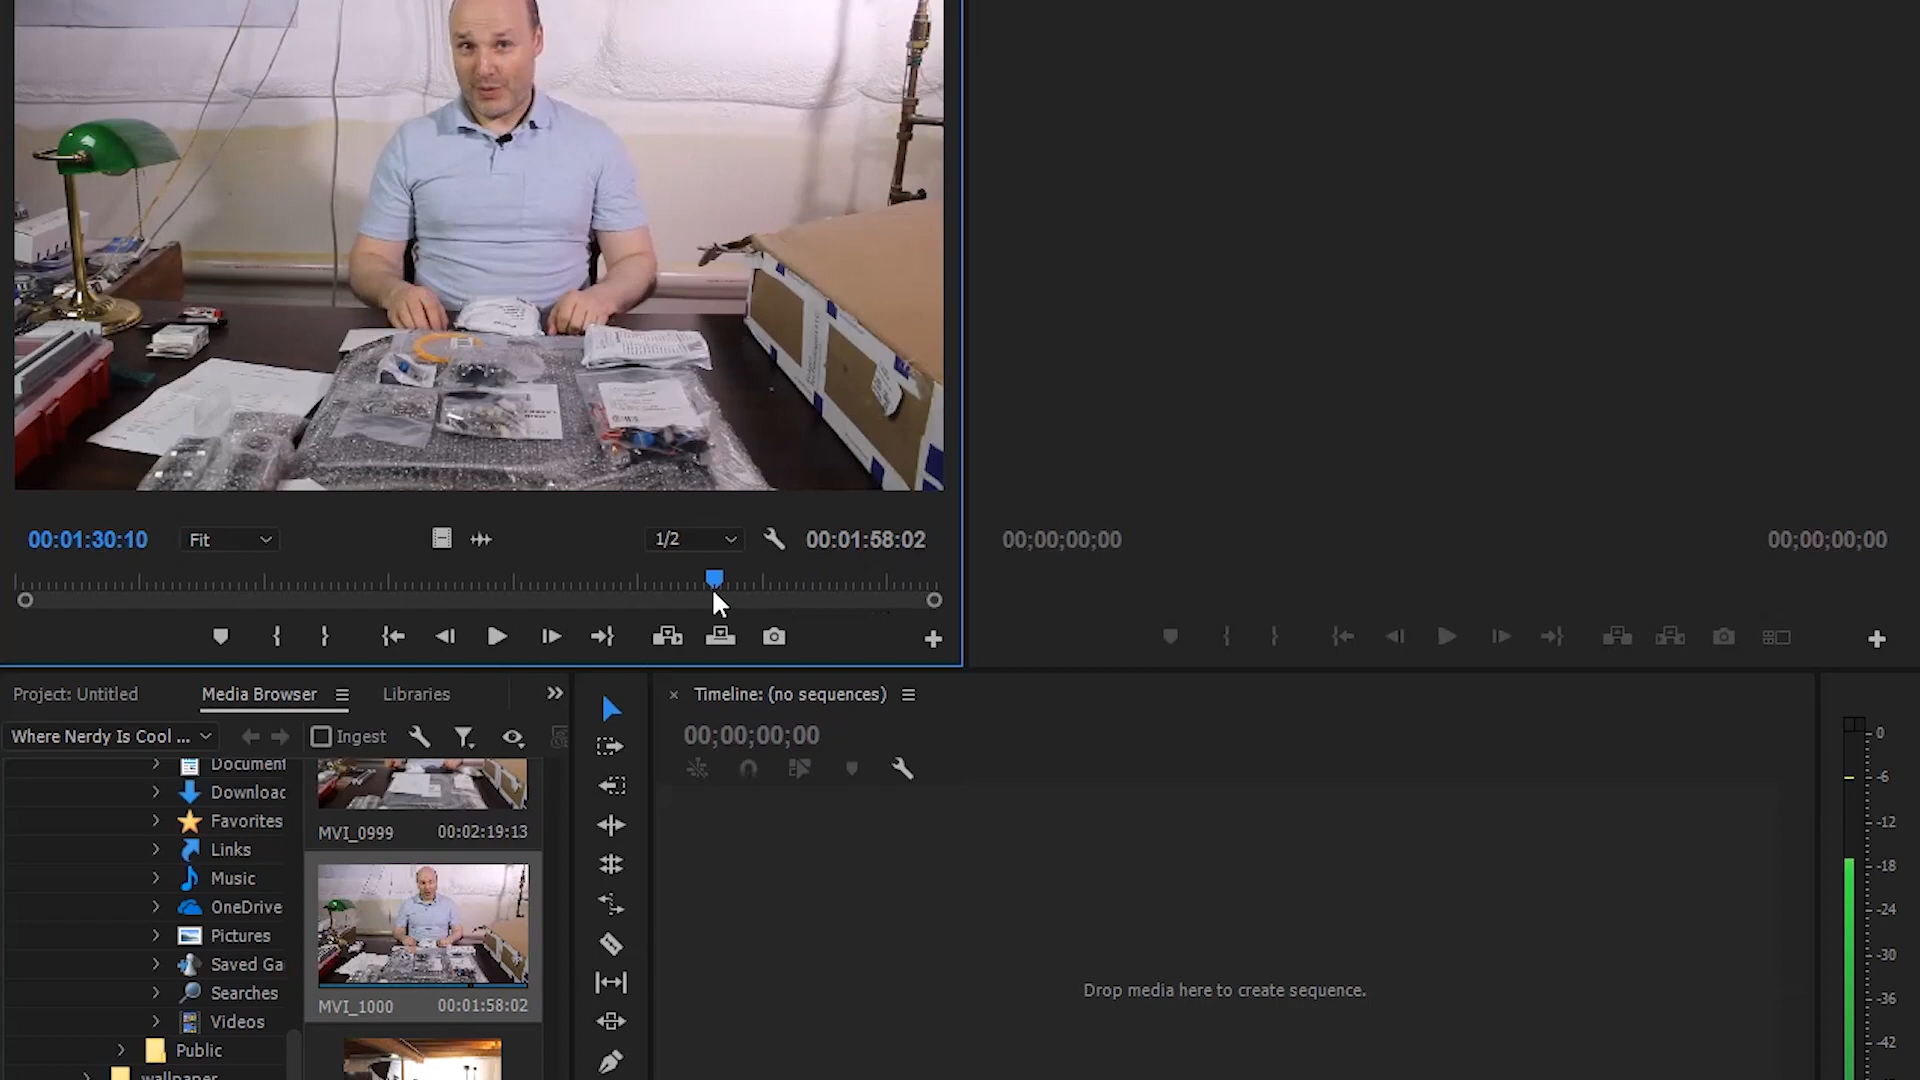 00:01:30:10
Fit
1/2
00:01:58:02
00;00;00;00
00;00;00;00
Project: Untitled
Media Browser
Libraries
Timeline: (no sequences)
Where Nerdy Is Cool ...
Ingest
00;00;00;00
Document
Downloac
Favorites
Links
Music
OneDrive
Pictures
Saved Ga
Searches
Videos
Public
wallpaper
MVI_0999 00:02:19:13
MVI_1000 00:01:58:02
Drop media here to create sequence.
0
-6
-12
-18
-24
-30
-36
-42